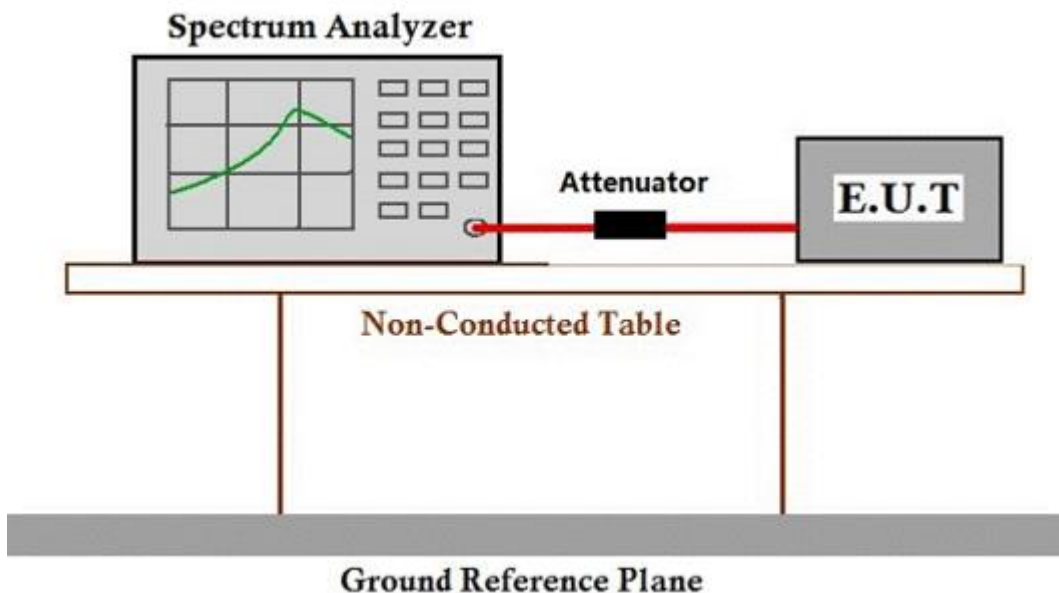 Spectrum Analyzer
Attenuator
E.U.T
Non-Conducted Table
Ground Reference Plane